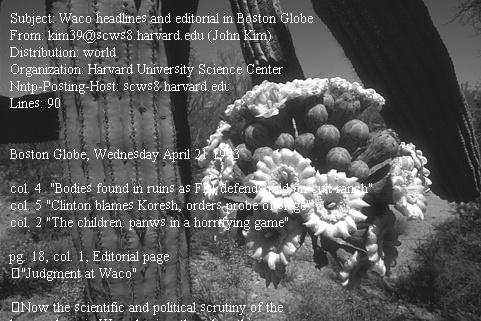 Subject: Waco headlines and editorial in Boston Globe
From: kim39@scws8.harvard.edu (John Kim)
Distribution: world
Organization: Harvard University Science Center
Nntp-Posting-Host: scws8.harvard.edu
Lines: 90
Boston Globe, Wednesday April 21 1993
col. 4 "Bodies found in ruins as FBI defends raid on cult ranch"
col. 5 "Clinton blames Koresh, orders probe of siege"
col. 2 "The children: panws in a horrifying game"
pg. 18, col. 1, Editorial page
"Judgment at Waco"
Now the scientific and political scrutiny of the